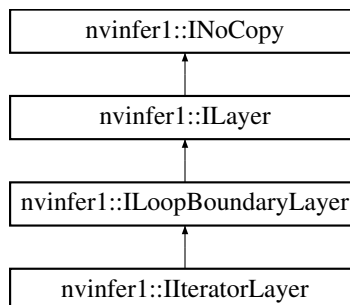 nvinfer1::INoCopy
nvinfer1::ILayer
nvinfer1::ILoopBoundaryLayer
nvinfer1::IIteratorLayer